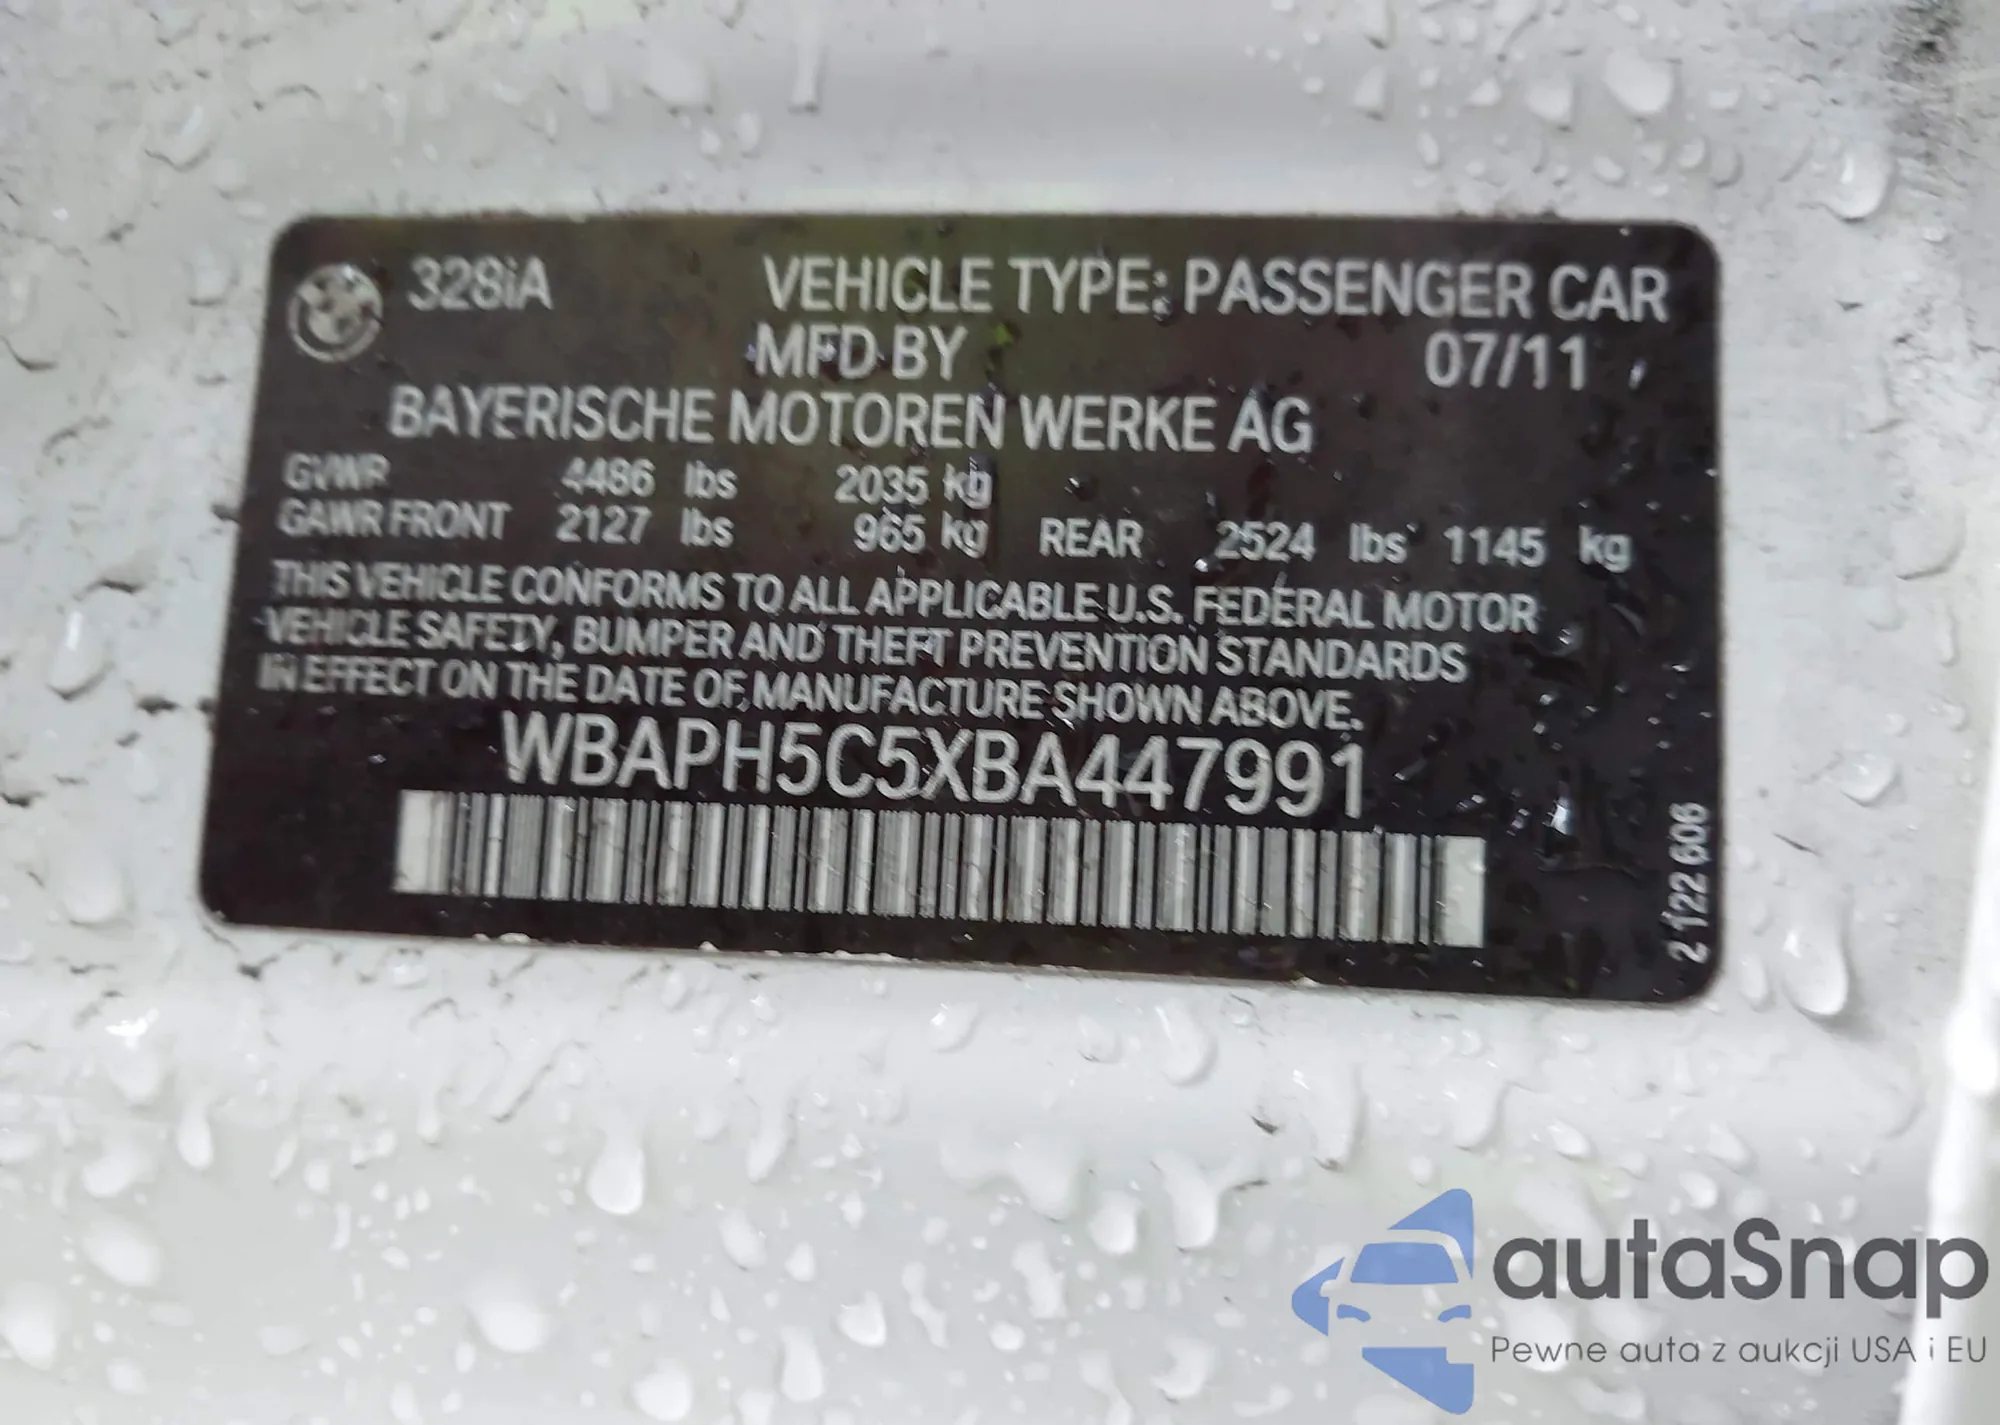 328iA VEHICLE TYPE: PASSENGER CAR
MFD BY 07/11
BAYERISCHE MOTOREN WERKE AG
GVWR 4486 lbs 2035 kg
GAWR FRONT 2127 lbs 965 kg REAR 2524 lbs 1145 kg
THIS VEHICLE CONFORMS TO ALL APPLICABLE U.S. FEDERAL MOTOR
VEHICLE SAFETY, BUMPER AND THEFT PREVENTION STANDARDS
IN EFFECT ON THE DATE OF MANUFACTURE SHOWN ABOVE.
WBAPH5C5XBA447991
2 122 606
autaSnap
Pewne auta z aukcji USA i EU